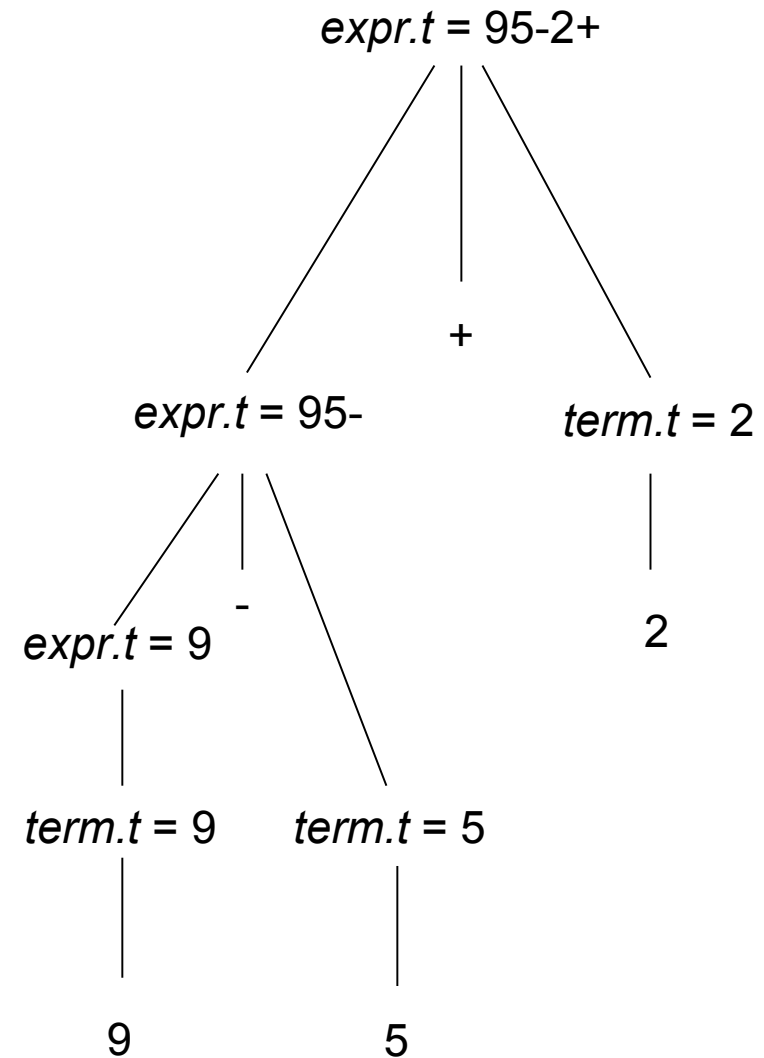 expr.t = 95-2+
+
expr.t = 95-
term.t = 2
-
expr.t = 9
2
term.t = 9
term.t = 5
9
5